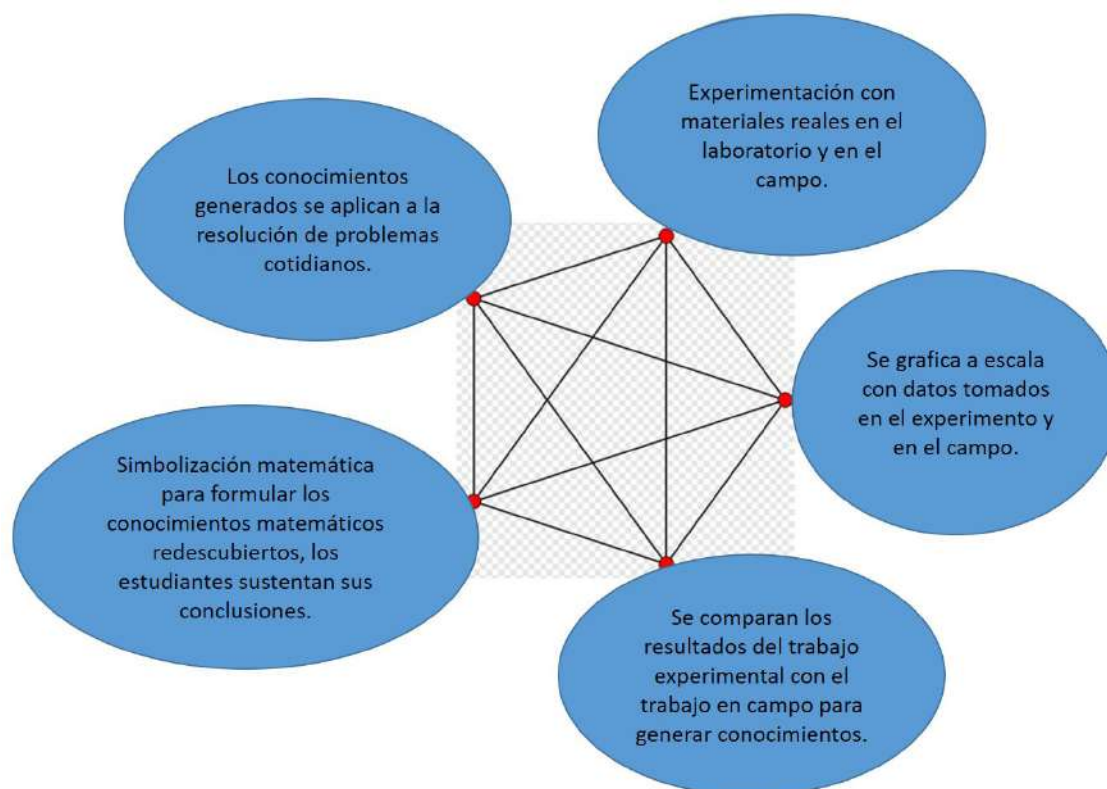 Experimentación con
materiales reales en el
laboratorio y en el
campo.
Los conocimientos
generados se aplican a la
resolución de problemas
cotidianos.
Se grafica a escala
con datos tomados
en el experimento y
en el campo.
Simbolización matemática
para formular los
conocimientos matemáticos
redescubiertos, los
estudiantes sustentan sus
conclusiones.
Se comparan los
resultados del trabajo
experimental con el
trabajo en campo para
generar conocimientos.